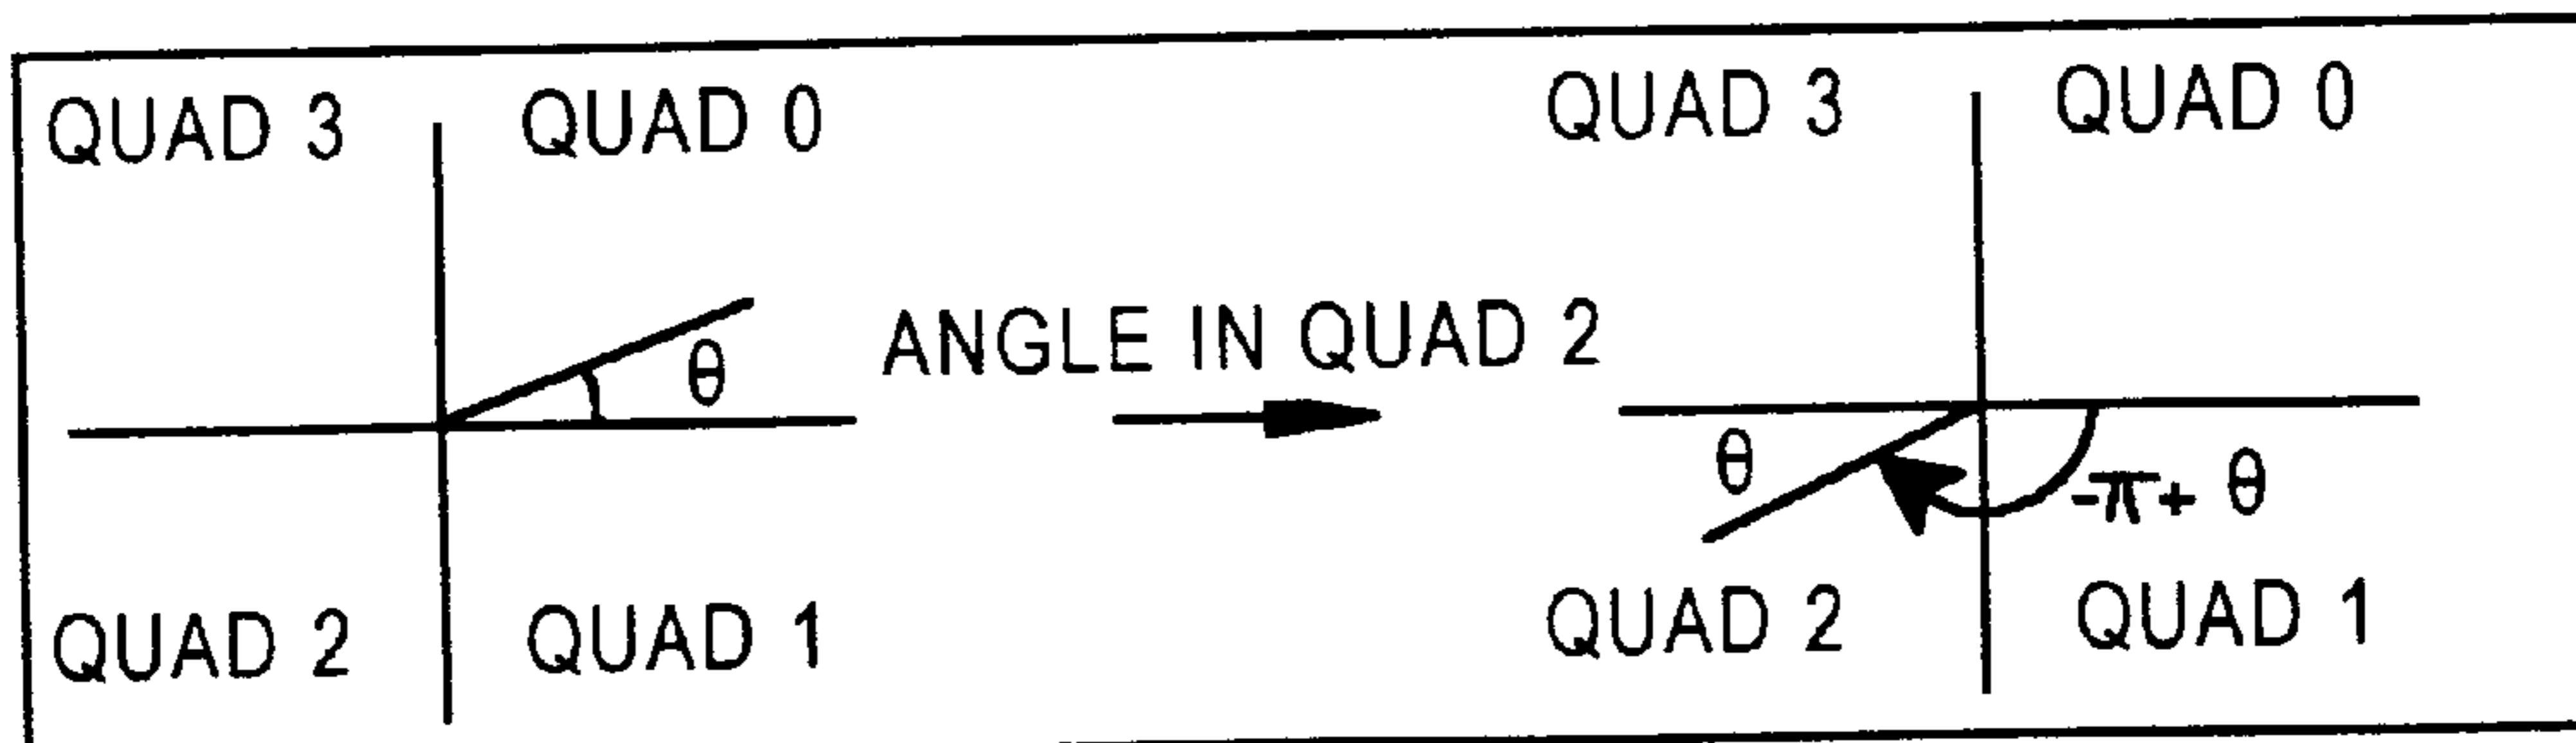 QUAD 3 QUAD 0 QUAD 3 QUAD 0
θ ANGLE IN QUAD 2 θ -π+ θ
QUAD 2 QUAD 1 QUAD 2 QUAD 1